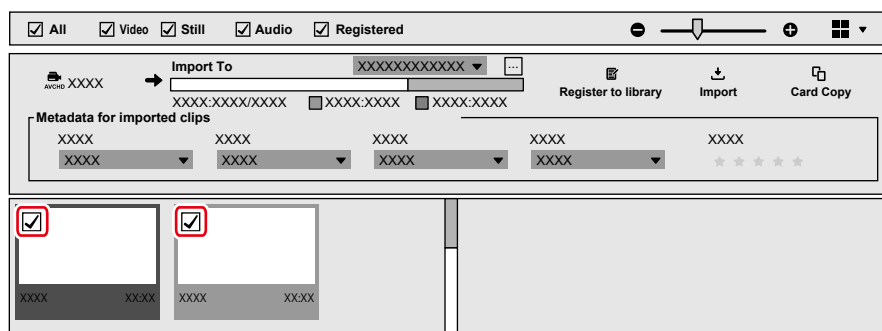 All Video Still Audio Registered
Import To XXXXXXXXXXXX ...
AVCHD XXXX
XXXX:XXXX/XXXX XXXX:XXXX XXXX:XXXX
Register to library Import Card Copy
Metadata for imported clips
XXXX XXXX XXXX XXXX XXXX
XXXX XXXX XXXX XXXX
XXXX XX:XX XXXX XX:XX